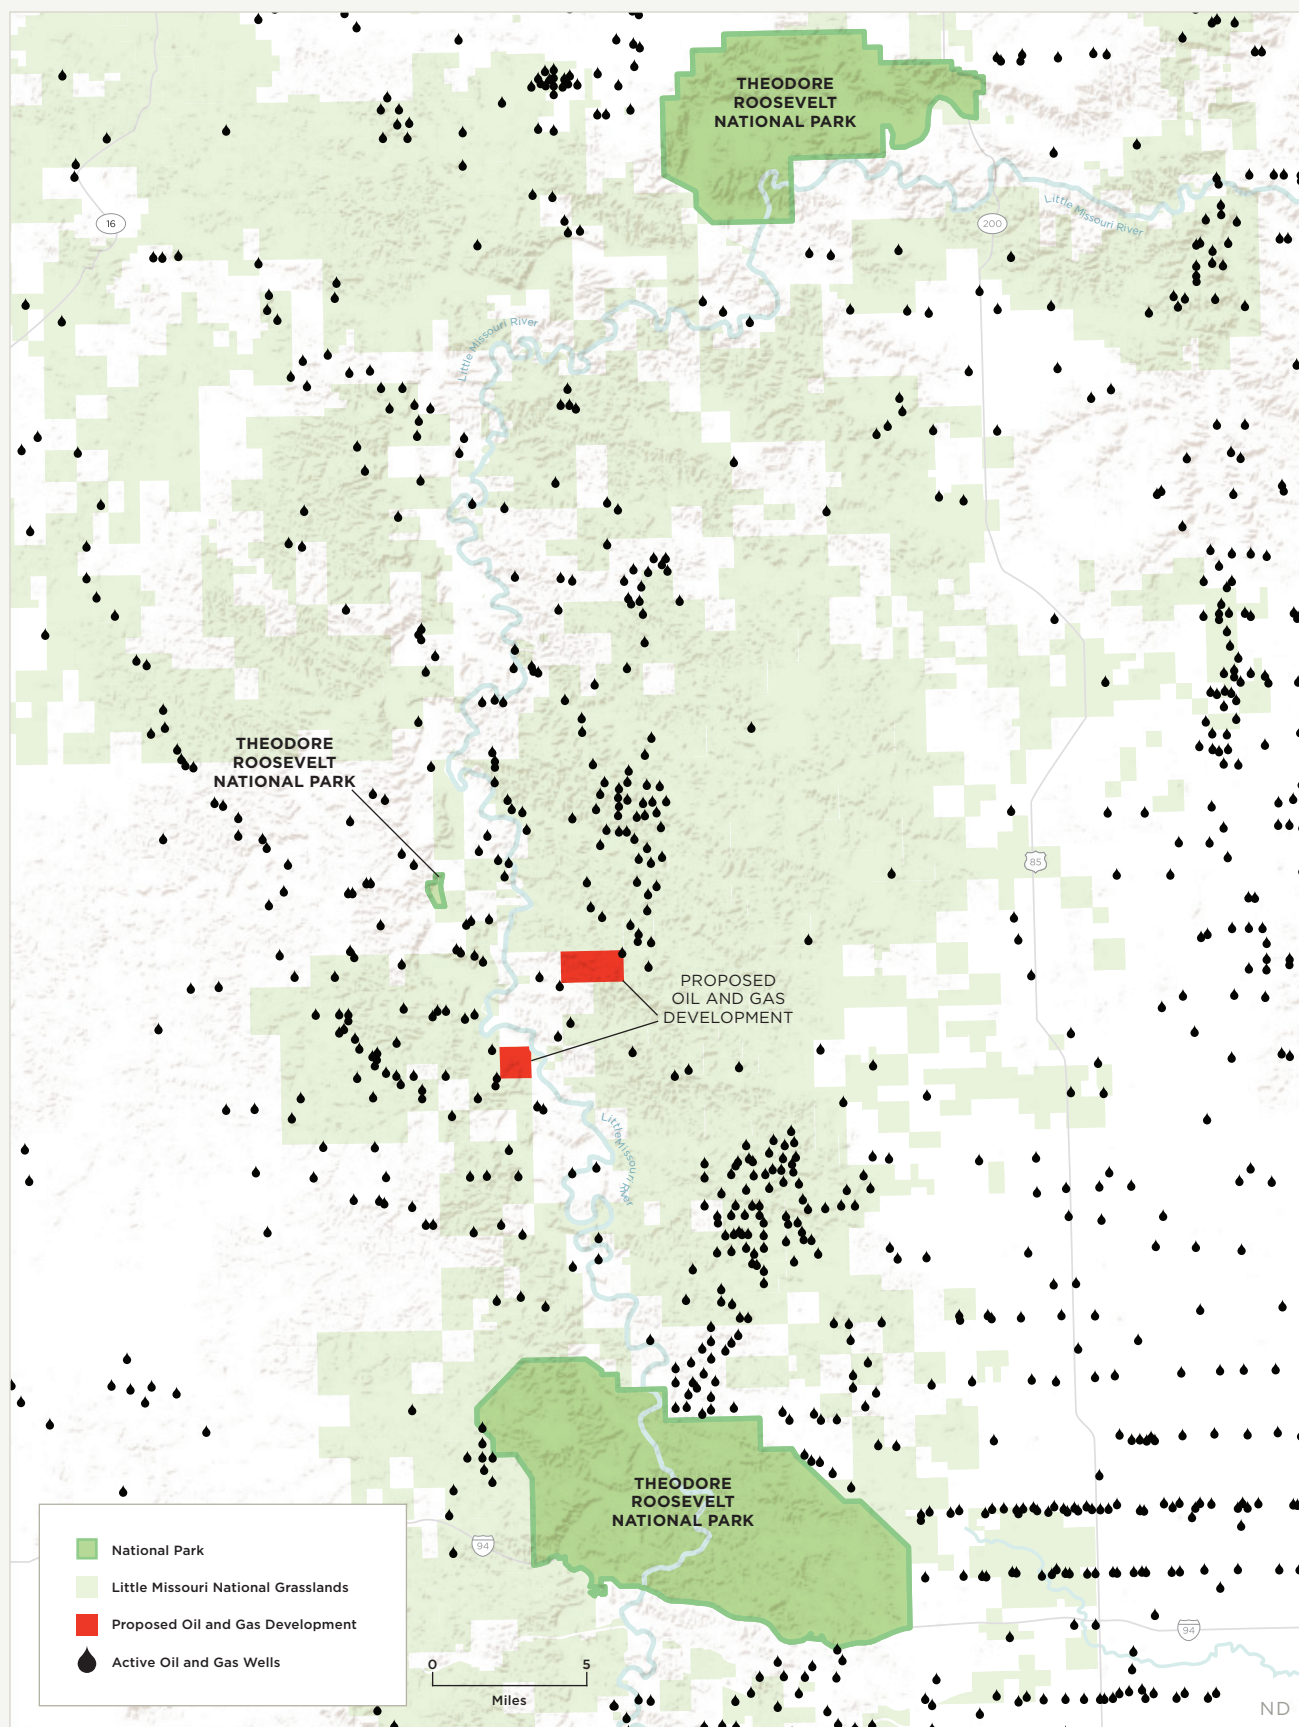 THEODORE
ROOSEVELT
NATIONAL PARK
16
200
Little Missouri River
Little Missouri River
THEODORE
ROOSEVELT
NATIONAL PARK
85
PROPOSED
OIL AND GAS
DEVELOPMENT
Little Missouri River
THEODORE
ROOSEVELT
NATIONAL PARK
National Park
Little Missouri National Grasslands
Proposed Oil and Gas Development
Active Oil and Gas Wells
94
94
0 5
Miles
ND